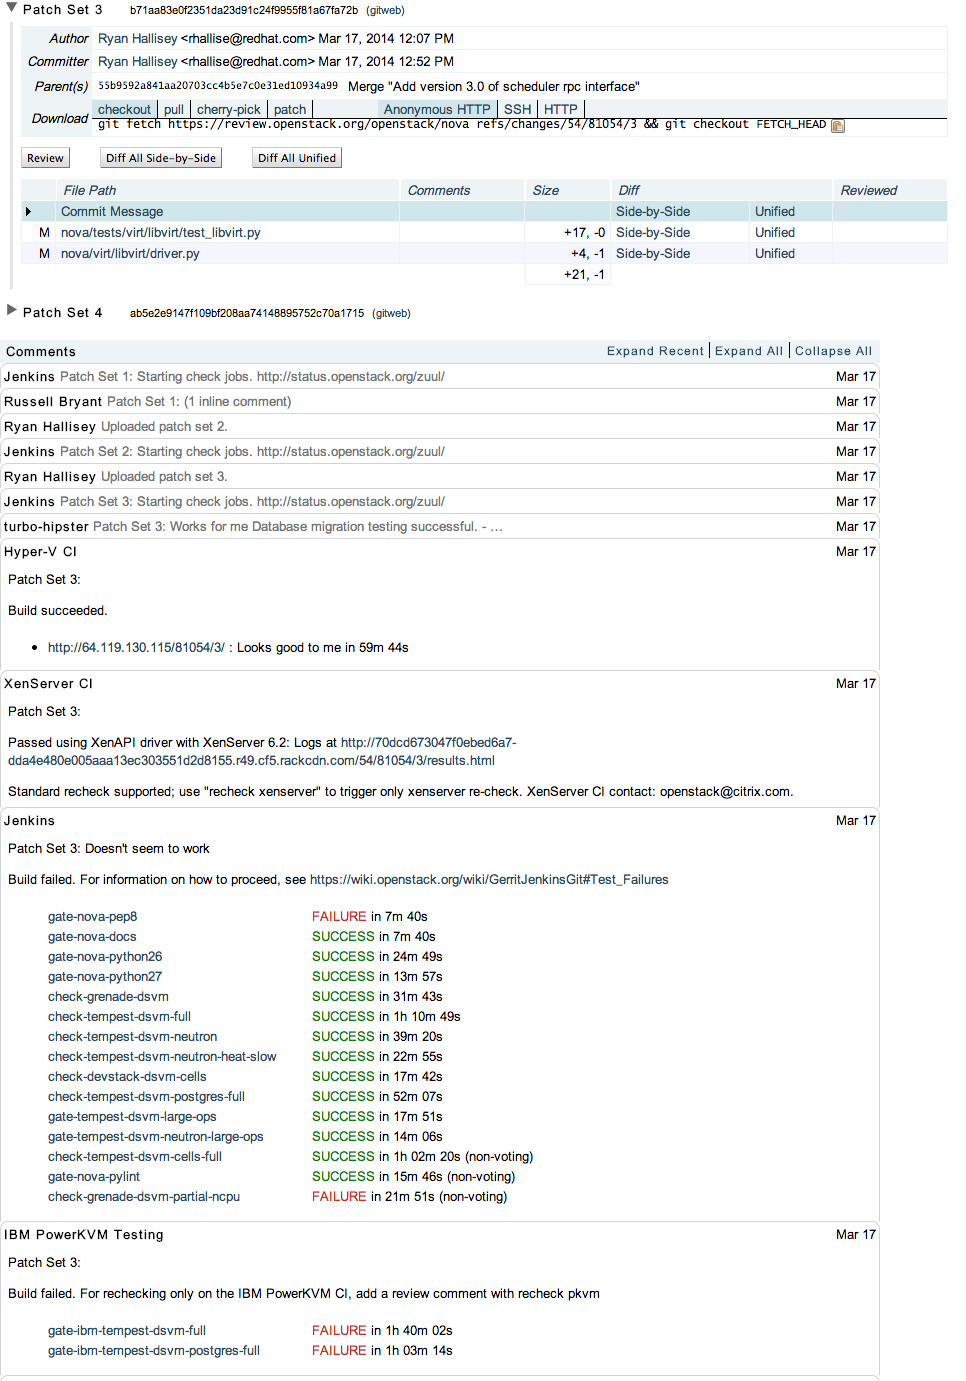 Patch Set 3 b71aa83e0f2351da23d91c24f9955f81a67fa72b (gitweb)
Author Ryan Hallisey <rhallise@redhat.com> Mar 17, 2014 12:07 PM
Committer Ryan Hallisey <rhallise@redhat.com> Mar 17, 2014 12:52 PM
Parent(s) 55b9592a841aa20703cc4b5e7c0e31ed10934a99 Merge "Add version 3.0 of scheduler rpc interface"
Download checkout pull cherry-pick patch Anonymous HTTP SSH HTTP
git fetch https://review.openstack.org/openstack/nova refs/changes/54/81054/3 && git checkout FETCH_HEAD
Review Diff All Side-by-Side Diff All Unified
File Path Comments Size Diff Reviewed
Commit Message Side-by-Side Unified
M nova/tests/virt/libvirt/test_libvirt.py +17, -0 Side-by-Side Unified
M nova/virt/libvirt/driver.py +4, -1 Side-by-Side Unified
+21, -1
Patch Set 4 ab5e2e9147f109bf208aa74148895752c70a1715 (gitweb)
Comments Expand Recent Expand All Collapse All
Jenkins Patch Set 1: Starting check jobs. http://status.openstack.org/zuul/ Mar 17
Russell Bryant Patch Set 1: (1 inline comment) Mar 17
Ryan Hallisey Uploaded patch set 2. Mar 17
Jenkins Patch Set 2: Starting check jobs. http://status.openstack.org/zuul/ Mar 17
Ryan Hallisey Uploaded patch set 3. Mar 17
Jenkins Patch Set 3: Starting check jobs. http://status.openstack.org/zuul/ Mar 17
turbo-hipster Patch Set 3: Works for me Database migration testing successful. - ... Mar 17
Hyper-V CI Mar 17
Patch Set 3:
Build succeeded.
• http://64.119.130.115/81054/3/ : Looks good to me in 59m 44s
XenServer CI Mar 17
Patch Set 3:
Passed using XenAPI driver with XenServer 6.2: Logs at http://70dcd673047f0ebed6a7-
dda4e480e005aaa13ec303551d2d8155.r49.cf5.rackcdn.com/54/81054/3/results.html
Standard recheck supported; use "recheck xenserver" to trigger only xenserver re-check. XenServer CI contact: openstack@citrix.com.
Jenkins Mar 17
Patch Set 3: Doesn't seem to work
Build failed. For information on how to proceed, see https://wiki.openstack.org/wiki/GerritJenkinsGit#Test_Failures
gate-nova-pep8 FAILURE in 7m 40s
gate-nova-docs SUCCESS in 7m 40s
gate-nova-python26 SUCCESS in 24m 49s
gate-nova-python27 SUCCESS in 13m 57s
check-grenade-dsvm SUCCESS in 31m 43s
check-tempest-dsvm-full SUCCESS in 1h 10m 49s
check-tempest-dsvm-neutron SUCCESS in 39m 20s
check-tempest-dsvm-neutron-heat-slow SUCCESS in 22m 55s
check-devstack-dsvm-cells SUCCESS in 17m 42s
check-tempest-dsvm-postgres-full SUCCESS in 52m 07s
gate-tempest-dsvm-large-ops SUCCESS in 17m 51s
gate-tempest-dsvm-neutron-large-ops SUCCESS in 14m 06s
check-tempest-dsvm-cells-full SUCCESS in 1h 02m 20s (non-voting)
gate-nova-pylint SUCCESS in 15m 46s (non-voting)
check-grenade-dsvm-partial-ncpu FAILURE in 21m 51s (non-voting)
IBM PowerKVM Testing Mar 17
Patch Set 3:
Build failed. For rechecking only on the IBM PowerKVM CI, add a review comment with recheck pkvm
gate-ibm-tempest-dsvm-full FAILURE in 1h 40m 02s
gate-ibm-tempest-dsvm-postgres-full FAILURE in 1h 03m 14s